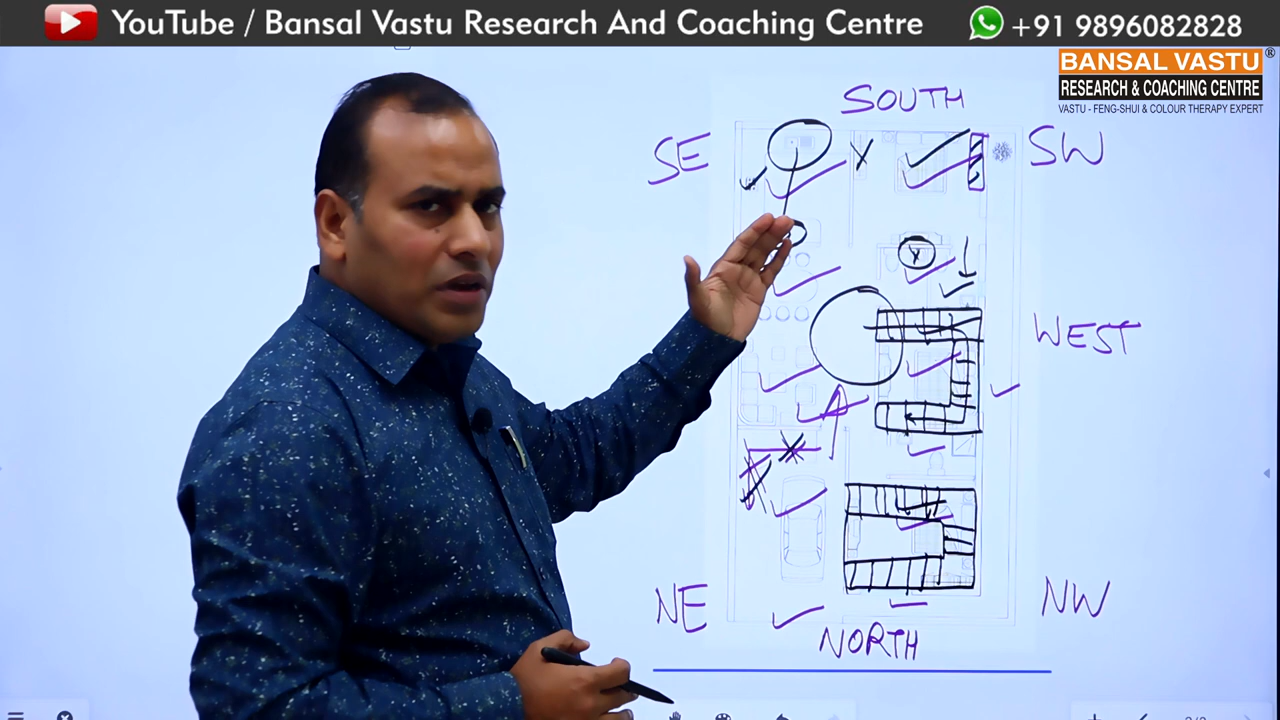 YouTube / Bansal Vastu Research And Coaching Centre
+91 9896082828
BANSAL VASTU®
RESEARCH & COACHING CENTRE
VASTU - FENG-SHUI & COLOUR THERAPY EXPERT
SOUTH
SE
SW
WEST
NE
NW
NORTH